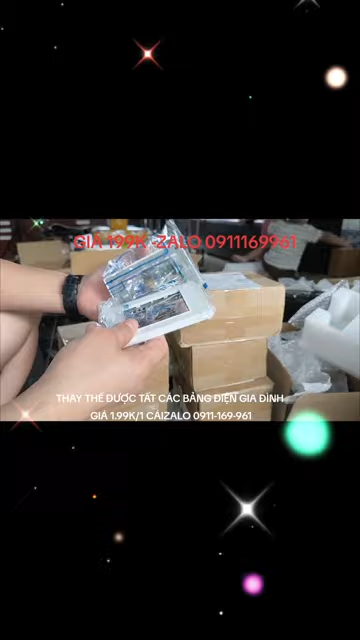 GIÁ 199K -ZALO 0911169961
THAY THẾ ĐƯỢC TẤT CẢ CÁC BẢNG ĐIỆN GIA ĐÌNH
GIÁ 1.99K/1 CÁIZALO 0911-169-961